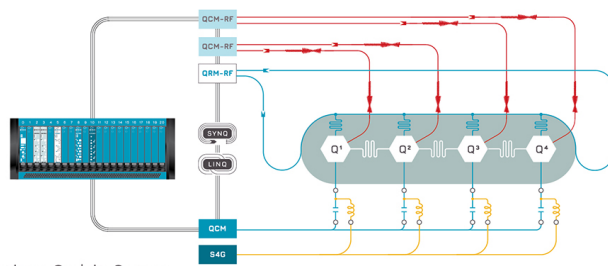 QCM-RF
QCM-RF
QRM-RF
SYNQ
LINQ
Q1
Q2
Q3
Q4
QCM
S4G